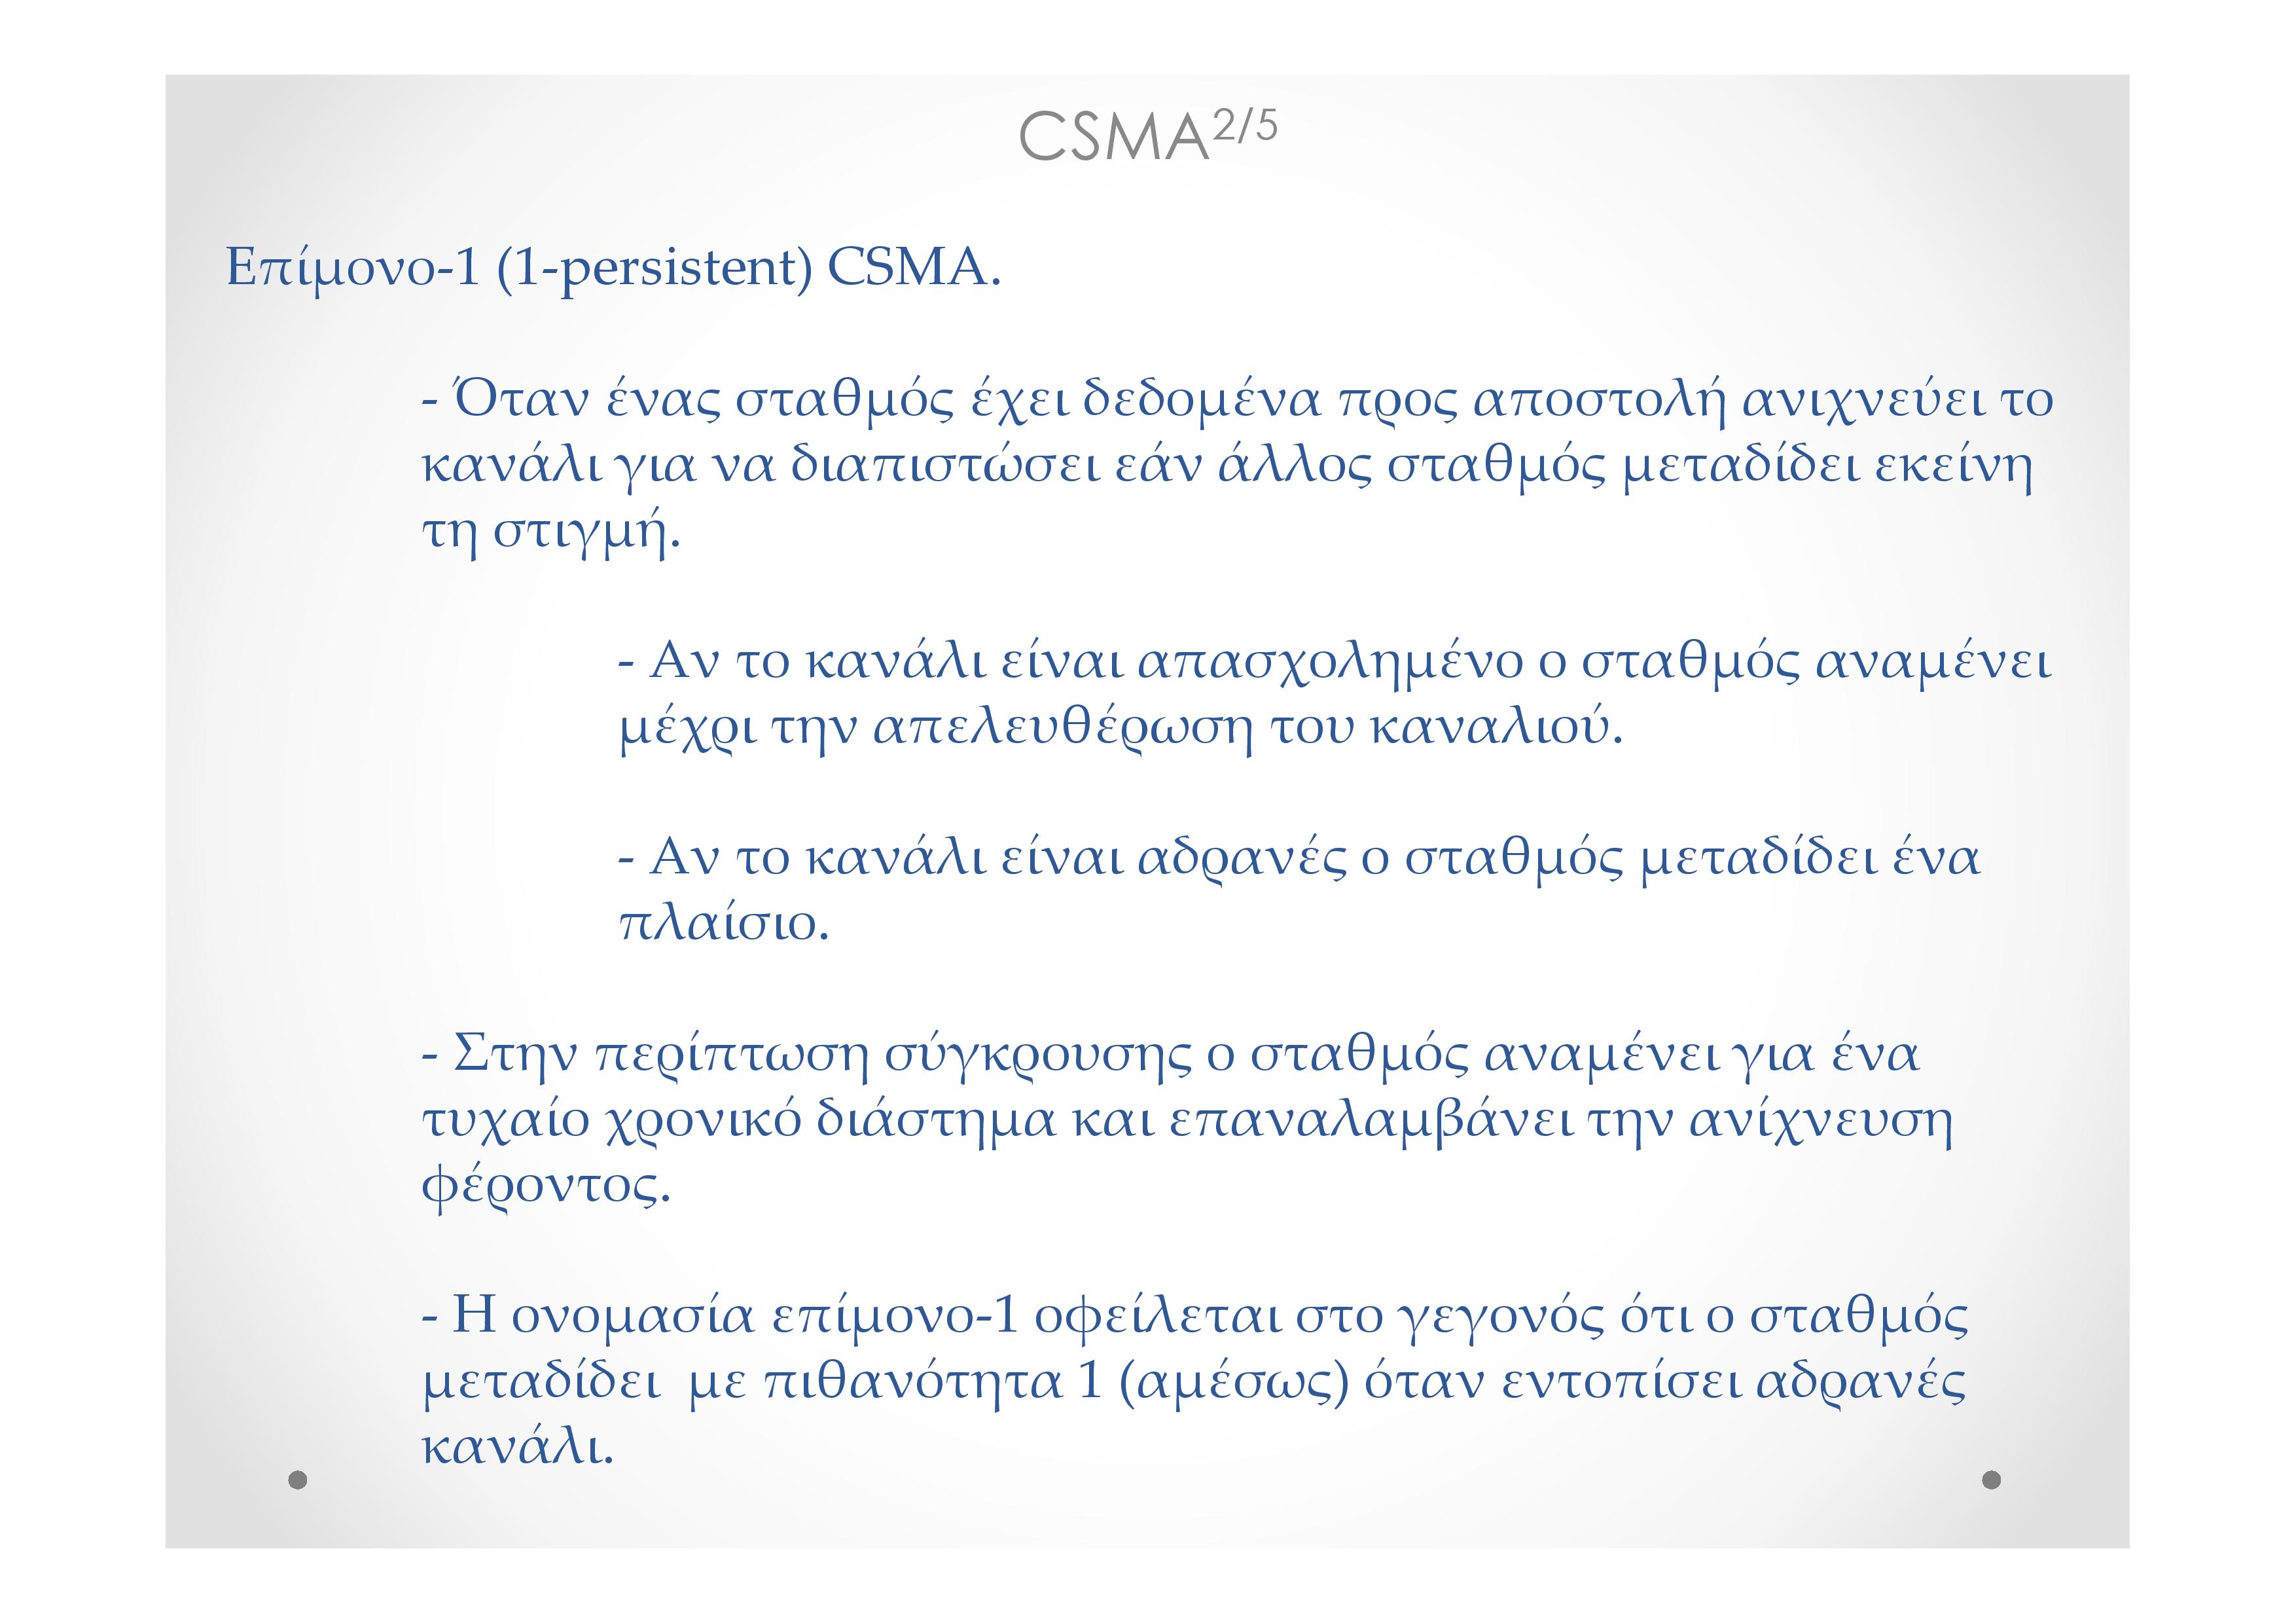 CSMA2/5
Επίμονο-1 (1-persistent) CSMA.
- Όταν ένας σταθμός έχει δεδομένα προς αποστολή ανιχνεύει το
κανάλι για να διαπιστώσει εάν άλλος σταθμός μεταδίδει εκείνη
τη στιγμή.
- Αν το κανάλι είναι απασχολημένο ο σταθμός αναμένει
μέχρι την απελευθέρωση του καναλιού.
- Αν το κανάλι είναι αδρανές ο σταθμός μεταδίδει ένα
πλαίσιο.
- Στην περίπτωση σύγκρουσης ο σταθμός αναμένει για ένα
τυχαίο χρονικό διάστημα και επαναλαμβάνει την ανίχνευση
φέροντος.
- Η ονομασία επίμονο-1 οφείλεται στο γεγονός ότι ο σταθμός
μεταδίδει  με πιθανότητα 1 (αμέσως) όταν εντοπίσει αδρανές
κανάλι.